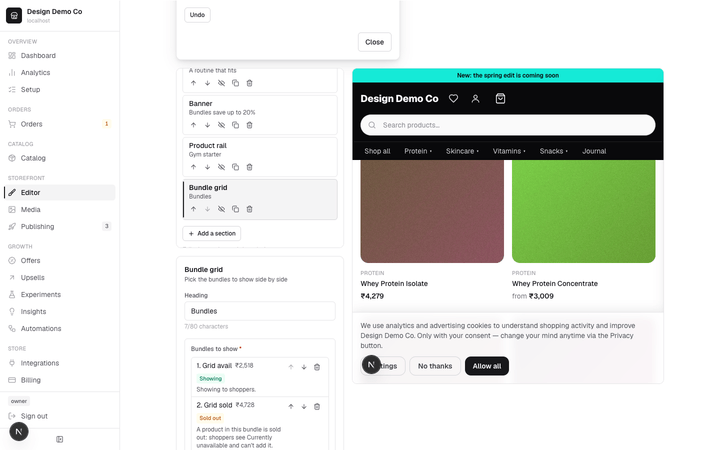 Design Demo Co
localhost
OVERVIEW
Dashboard
Analytics
Setup
ORDERS
Orders 1
CATALOG
Catalog
STOREFRONT
Editor
Media
Publishing 3
GROWTH
Offers
Upsells
Experiments
Insights
Automations
STORE
Integrations
Billing
owner
Sign out
N
Undo
Close
A routine that fits
Banner
Bundles save up to 20%
Product rail
Gym starter
Bundle grid
Bundles
Add a section
Bundle grid
Pick the bundles to show side by side
Heading
Bundles
7/80 characters
Bundles to show *
1. Grid avail ₹2,518
Showing
Showing to shoppers.
2. Grid sold ₹4,728
Sold out
A product in this bundle is sold
out: shoppers see Currently
unavailable and can't add it.
New: the spring edit is coming soon
Design Demo Co
Search products...
Shop all Protein Skincare Vitamins Snacks Journal
PROTEIN
Whey Protein Isolate
₹4,279
PROTEIN
Whey Protein Concentrate
from ₹3,009
We use analytics and advertising cookies to understand shopping activity and improve
Design Demo Co. Only with your consent — change your mind anytime via the Privacy
button.
N
tings
No thanks
Allow all